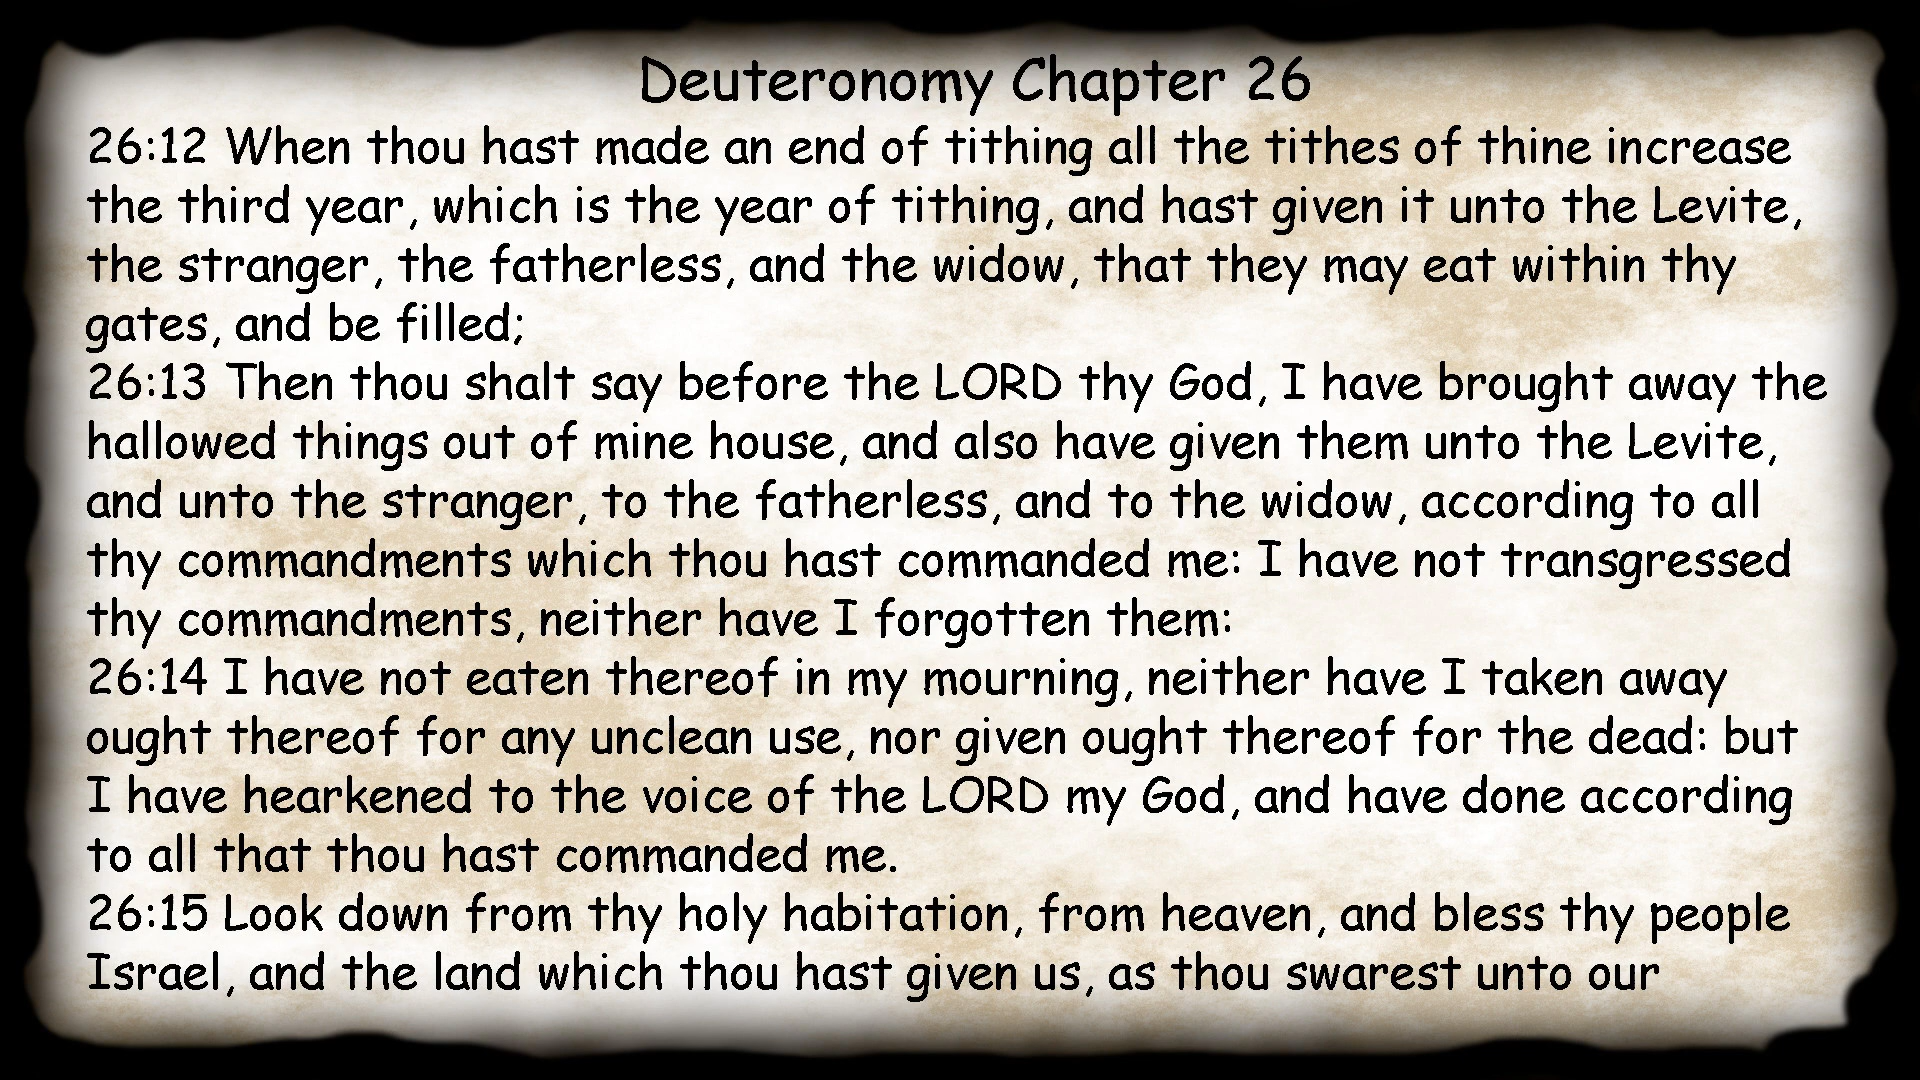 Deuteronomy Chapter 26
26:12 When thou hast made an end of tithing all the tithes of thine increase
the third year, which is the year of tithing, and hast given it unto the Levite,
the stranger, the fatherless, and the widow, that they may eat within thy
gates, and be filled;
26:13 Then thou shalt say before the LORD thy God, I have brought away the
hallowed things out of mine house, and also have given them unto the Levite,
and unto the stranger, to the fatherless, and to the widow, according to all
thy commandments which thou hast commanded me: I have not transgressed
thy commandments, neither have I forgotten them:
26:14 I have not eaten thereof in my mourning, neither have I taken away
ought thereof for any unclean use, nor given ought thereof for the dead: but
I have hearkened to the voice of the LORD my God, and have done according
to all that thou hast commanded me.
26:15 Look down from thy holy habitation, from heaven, and bless thy people
Israel, and the land which thou hast given us, as thou swarest unto our